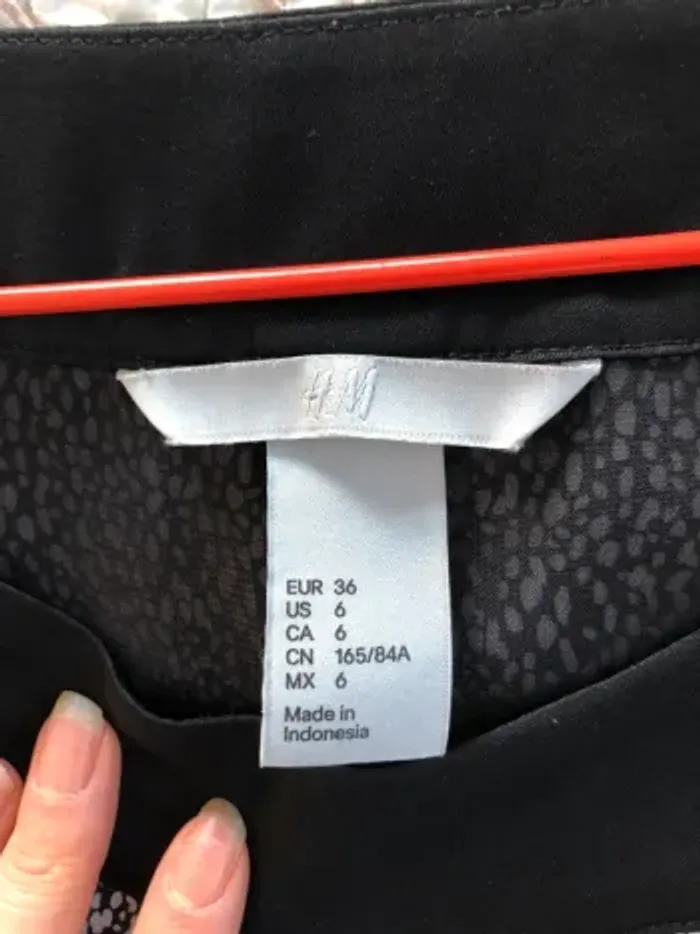 H&M
EUR 36
US 6
CA 6
CN 165/84A
MX 6
Made in
Indonesia